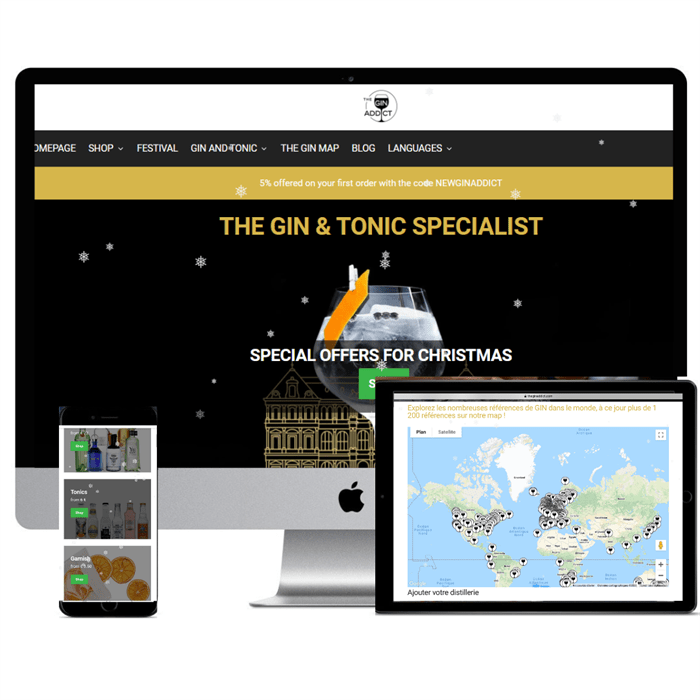 THE
GIN
ADDICT
OMEPAGE SHOP FESTIVAL GIN AND TONIC THE GIN MAP BLOG LANGUAGES
5% offered on your first order with the code NEWGINADDICT
THE GIN & TONIC SPECIALIST
SPECIAL OFFERS FOR CHRISTMAS
S
Tonics
Shop
Garnish
Shop
Explorez les nombreuses références de GIN dans le monde, à ce jour plus de 1
200 références sur notre map !
Plan Satellite
Ajouter votre distillerie